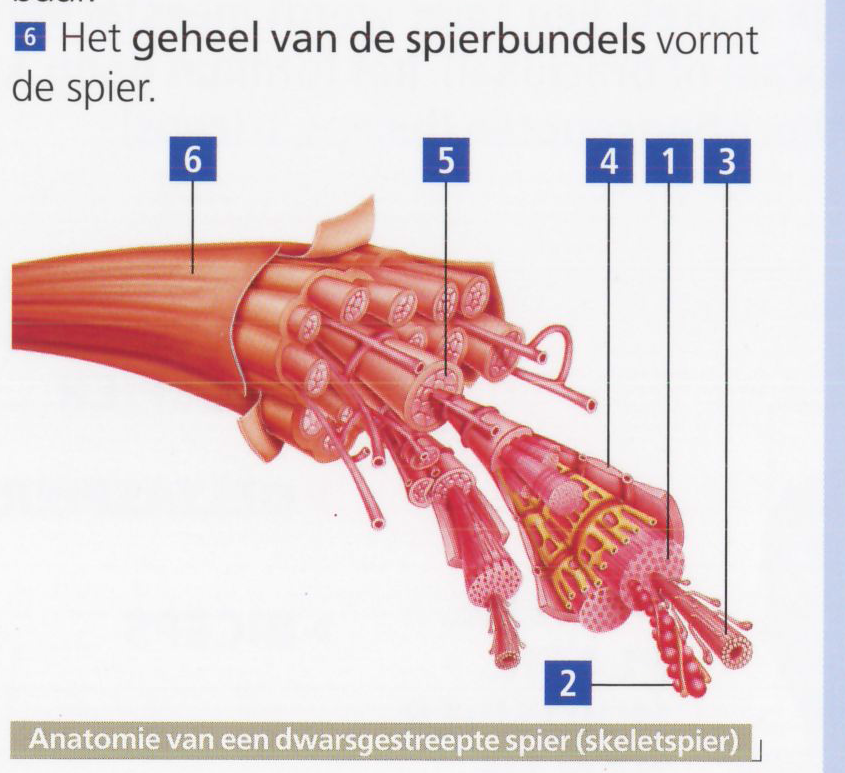 6 Het geheel van de spierbundels vormt
de spier.
6 5 4 1 3
2
Anatomie van een dwarsgestreepte spier (skeletspier)